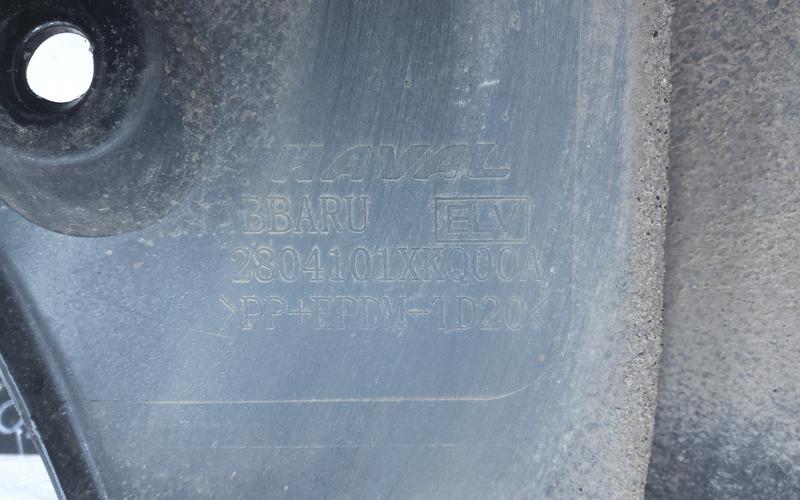 HAVAL
BBARU ELV
2804101XKQ00A
>PP+EPDM-TD20<